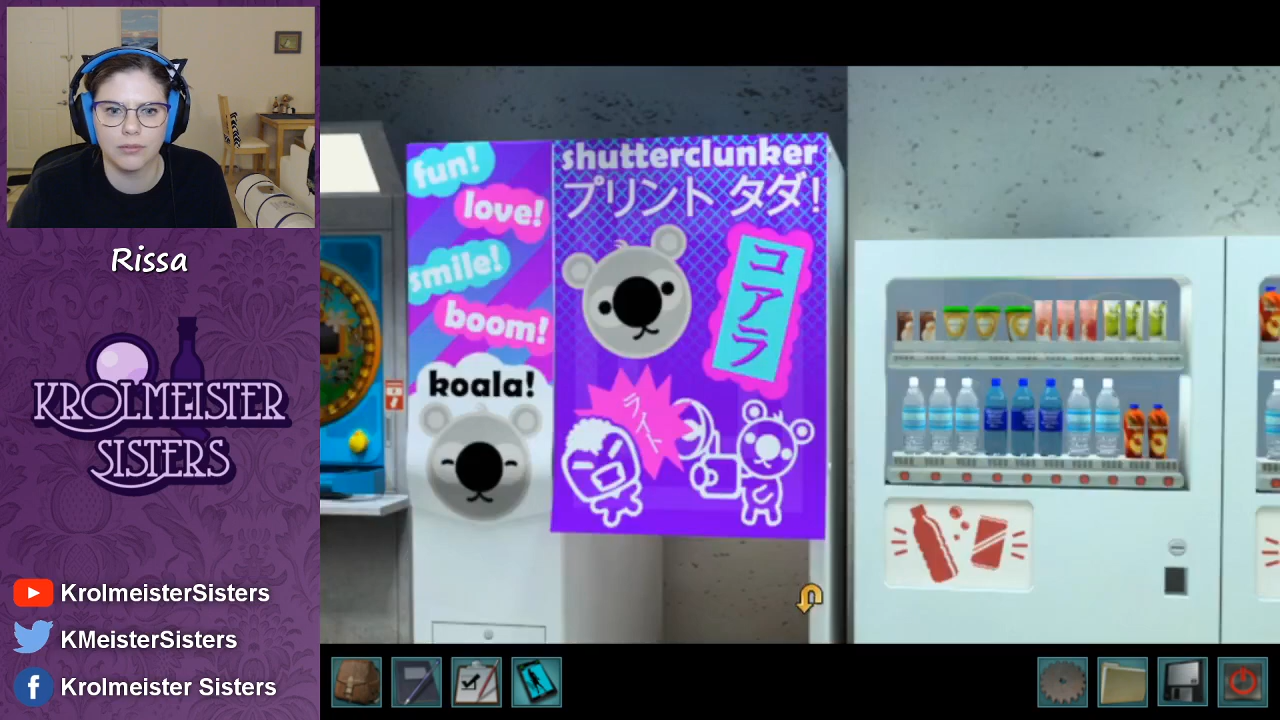 Rissa
KROLMEISTER
SISTERS
KrolmeisterSisters
KMeisterSisters
Krolmeister Sisters
fun!
love!
smile!
boom!
koala!
shutterclunker
プリント タダ!
コアラ
ライト